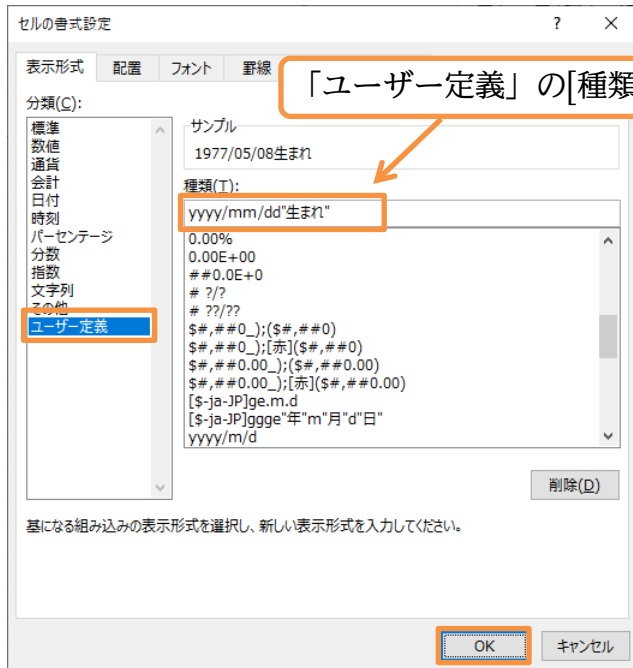 セルの書式設定 ? ×
表示形式 配置 フォント 罫線
「ユーザー定義」の[種類
分類(C):
標準
数値
通貨
会計
日付
時刻
パーセンテージ
分数
指数
文字列
その他
ユーザー定義
サンプル
1977/05/08生まれ
種類(T):
yyyy/mm/dd"生まれ"
0.00%
0.00E+00
##0.0E+0
# ?/?
# ??/??
$#,##0_);($#,##0)
$#,##0_);[赤]($#,##0)
$#,##0.00_);($#,##0.00)
$#,##0.00_);[赤]($#,##0.00)
[$-ja-JP]ge.m.d
[$-ja-JP]ggge"年"m"月"d"日"
yyyy/m/d
削除(D)
基になる組み込みの表示形式を選択し、新しい表示形式を入力してください。
OK キャンセル